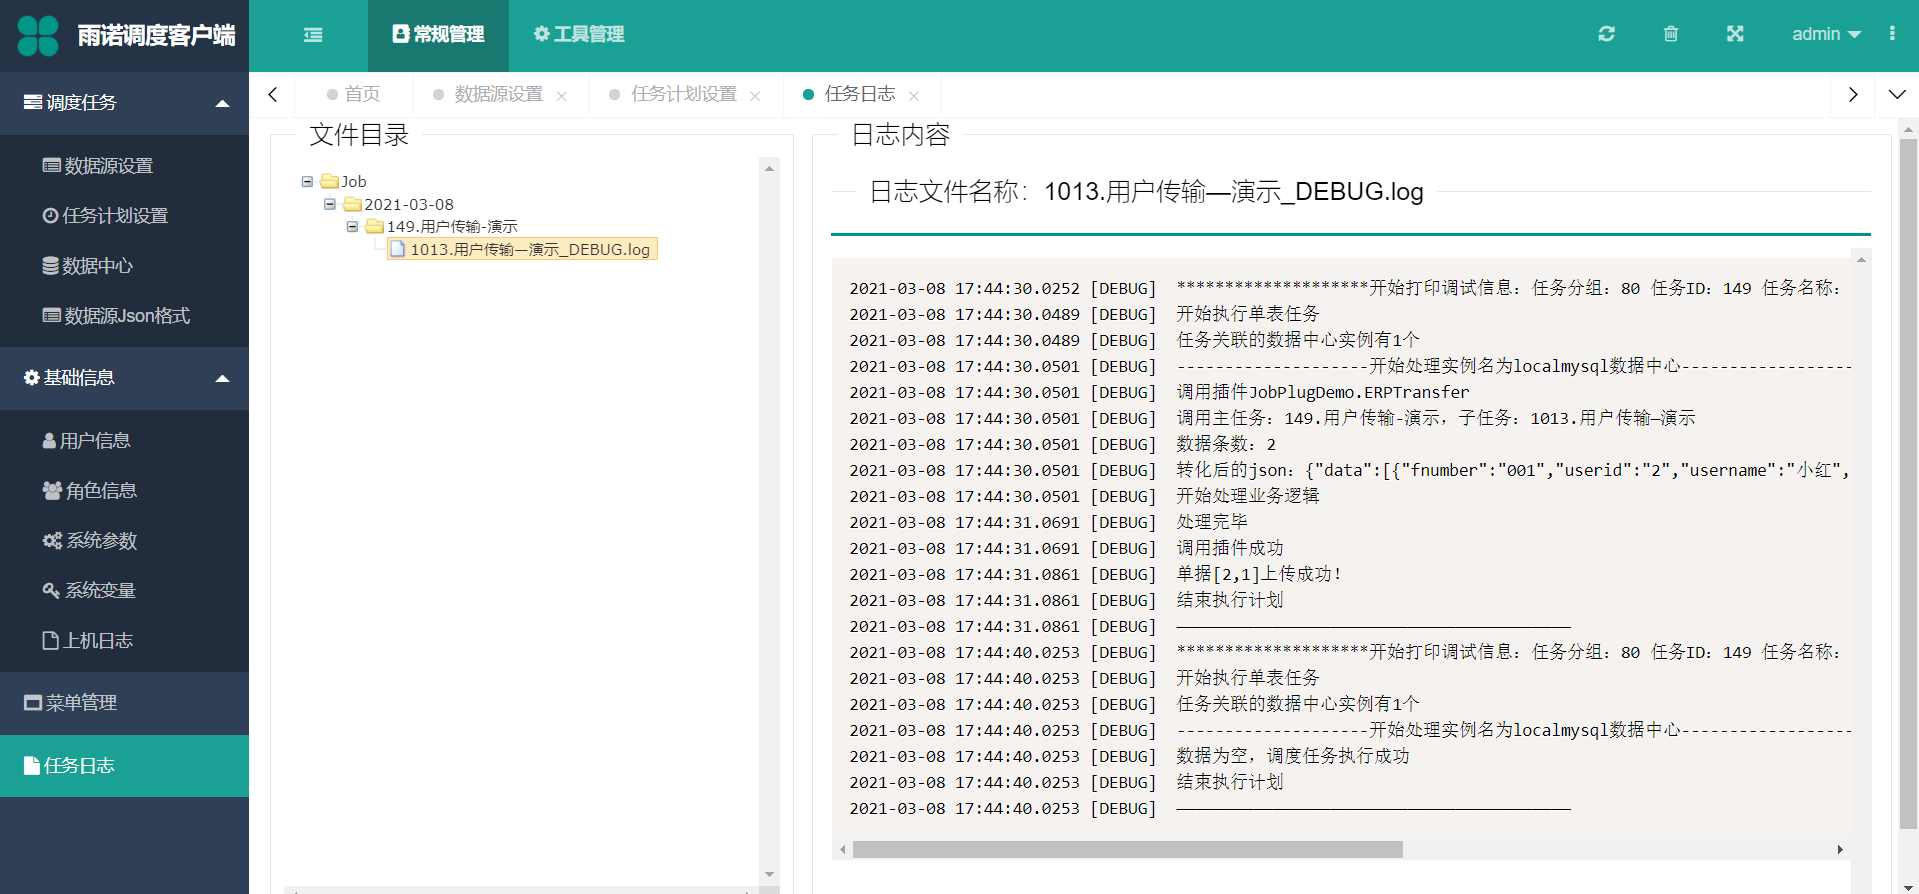 雨诺调度客户端
常规管理
工具管理
admin
调度任务
数据源设置
任务计划设置
数据中心
数据源Json格式
基础信息
用户信息
角色信息
系统参数
系统变量
上机日志
菜单管理
任务日志
首页
数据源设置
任务计划设置
任务日志
文件目录
Job
2021-03-08
149.用户传输-演示
1013.用户传输—演示_DEBUG.log
日志内容
日志文件名称：1013.用户传输—演示_DEBUG.log
2021-03-08 17:44:30.0252 [DEBUG] ********************开始打印调试信息：任务分组：80 任务ID：149 任务名称：
2021-03-08 17:44:30.0489 [DEBUG] 开始执行单表任务
2021-03-08 17:44:30.0489 [DEBUG] 任务关联的数据中心实例有1个
2021-03-08 17:44:30.0501 [DEBUG] --------------------开始处理实例名为localmysql数据中心------------------
2021-03-08 17:44:30.0501 [DEBUG] 调用插件JobPlugDemo.ERPTransfer
2021-03-08 17:44:30.0501 [DEBUG] 调用主任务：149.用户传输-演示，子任务：1013.用户传输—演示
2021-03-08 17:44:30.0501 [DEBUG] 数据条数：2
2021-03-08 17:44:30.0501 [DEBUG] 转化后的json：{"data":[{"fnumber":"001","userid":"2","username":"小红",
2021-03-08 17:44:30.0501 [DEBUG] 开始处理业务逻辑
2021-03-08 17:44:31.0691 [DEBUG] 处理完毕
2021-03-08 17:44:31.0691 [DEBUG] 调用插件成功
2021-03-08 17:44:31.0861 [DEBUG] 单据[2,1]上传成功！
2021-03-08 17:44:31.0861 [DEBUG] 结束执行计划
2021-03-08 17:44:31.0861 [DEBUG] ——————————————————————
2021-03-08 17:44:40.0253 [DEBUG] ********************开始打印调试信息：任务分组：80 任务ID：149 任务名称：
2021-03-08 17:44:40.0253 [DEBUG] 开始执行单表任务
2021-03-08 17:44:40.0253 [DEBUG] 任务关联的数据中心实例有1个
2021-03-08 17:44:40.0253 [DEBUG] --------------------开始处理实例名为localmysql数据中心------------------
2021-03-08 17:44:40.0253 [DEBUG] 数据为空，调度任务执行成功
2021-03-08 17:44:40.0253 [DEBUG] 结束执行计划
2021-03-08 17:44:40.0253 [DEBUG] ——————————————————————